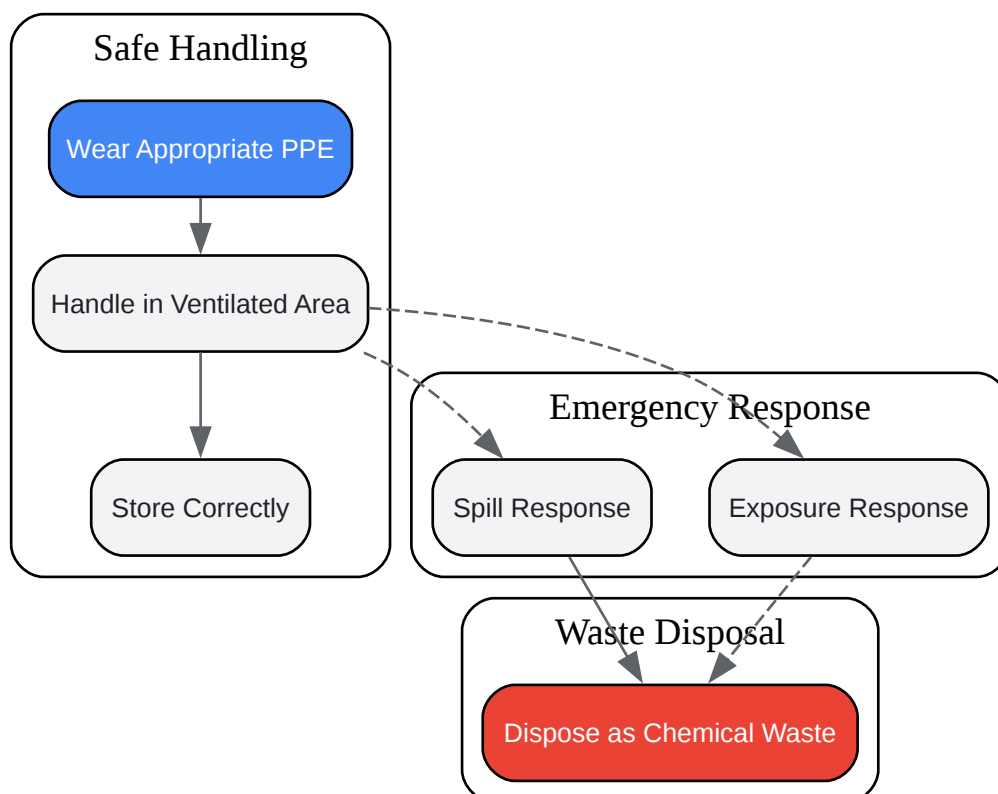 Safe Handling
Wear Appropriate PPE
Handle in Ventilated Area
Store Correctly
Emergency Response
Spill Response
Exposure Response
Waste Disposal
Dispose as Chemical Waste